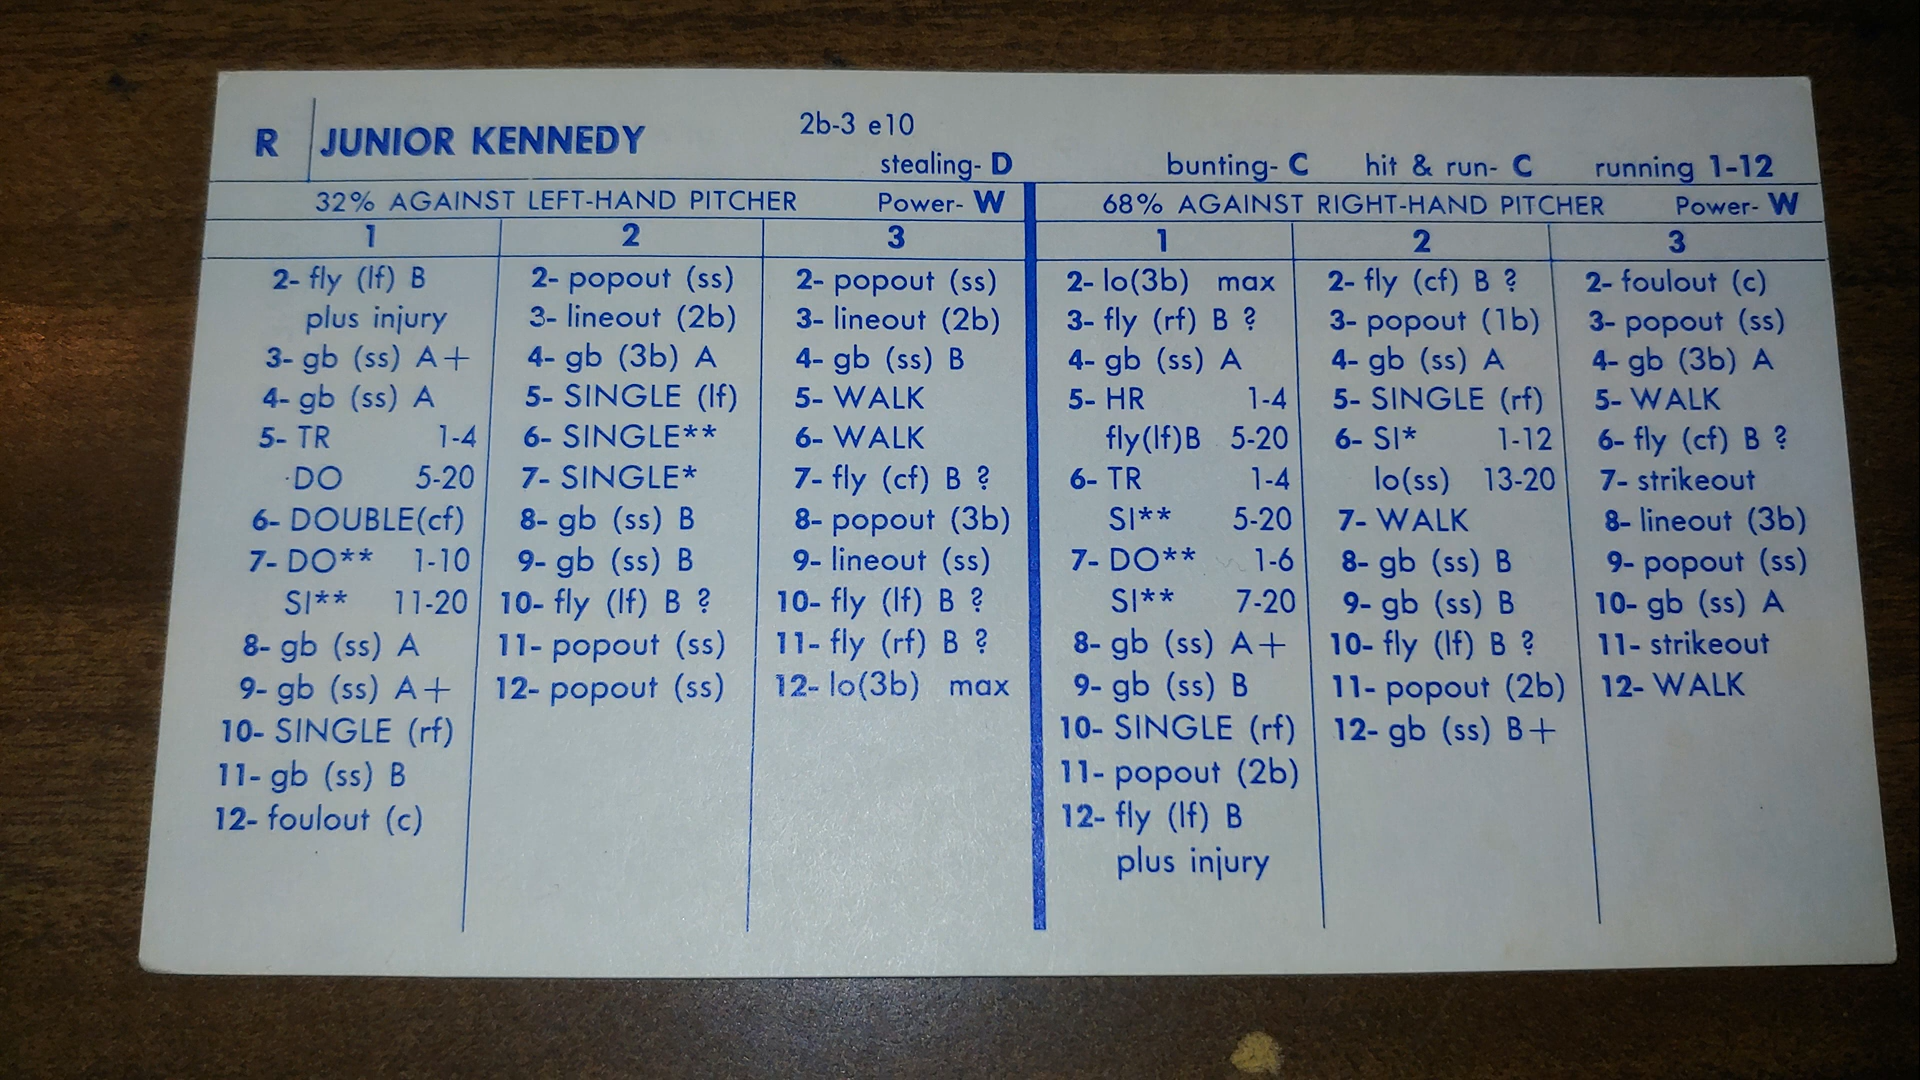 R JUNIOR KENNEDY 2b-3 e10
stealing- D bunting- C hit & run- C running 1-12
32% AGAINST LEFT-HAND PITCHER Power- W
1
2- fly (lf) B
plus injury
3- gb (ss) A+
4- gb (ss) A
5- TR 1-4
DO 5-20
6- DOUBLE(cf)
7- DO** 1-10
SI** 11-20
8- gb (ss) A
9- gb (ss) A+
10- SINGLE (rf)
11- gb (ss) B
12- foulout (c)
2
2- popout (ss)
3- lineout (2b)
4- gb (3b) A
5- SINGLE (lf)
6- SINGLE**
7- SINGLE*
8- gb (ss) B
9- gb (ss) B
10- fly (lf) B ?
11- popout (ss)
12- popout (ss)
3
2- popout (ss)
3- lineout (2b)
4- gb (ss) B
5- WALK
6- WALK
7- fly (cf) B ?
8- popout (3b)
9- lineout (ss)
10- fly (lf) B ?
11- fly (rf) B ?
12- lo(3b) max
68% AGAINST RIGHT-HAND PITCHER Power- W
1
2- lo(3b) max
3- fly (rf) B ?
4- gb (ss) A
5- HR 1-4
fly(lf)B 5-20
6- TR 1-4
SI** 5-20
7- DO** 1-6
SI** 7-20
8- gb (ss) A+
9- gb (ss) B
10- SINGLE (rf)
11- popout (2b)
12- fly (lf) B
plus injury
2
2- fly (cf) B ?
3- popout (1b)
4- gb (ss) A
5- SINGLE (rf)
6- SI* 1-12
lo(ss) 13-20
7- WALK
8- gb (ss) B
9- gb (ss) B
10- fly (lf) B ?
11- popout (2b)
12- gb (ss) B+
3
2- foulout (c)
3- popout (ss)
4- gb (3b) A
5- WALK
6- fly (cf) B ?
7- strikeout
8- lineout (3b)
9- popout (ss)
10- gb (ss) A
11- strikeout
12- WALK